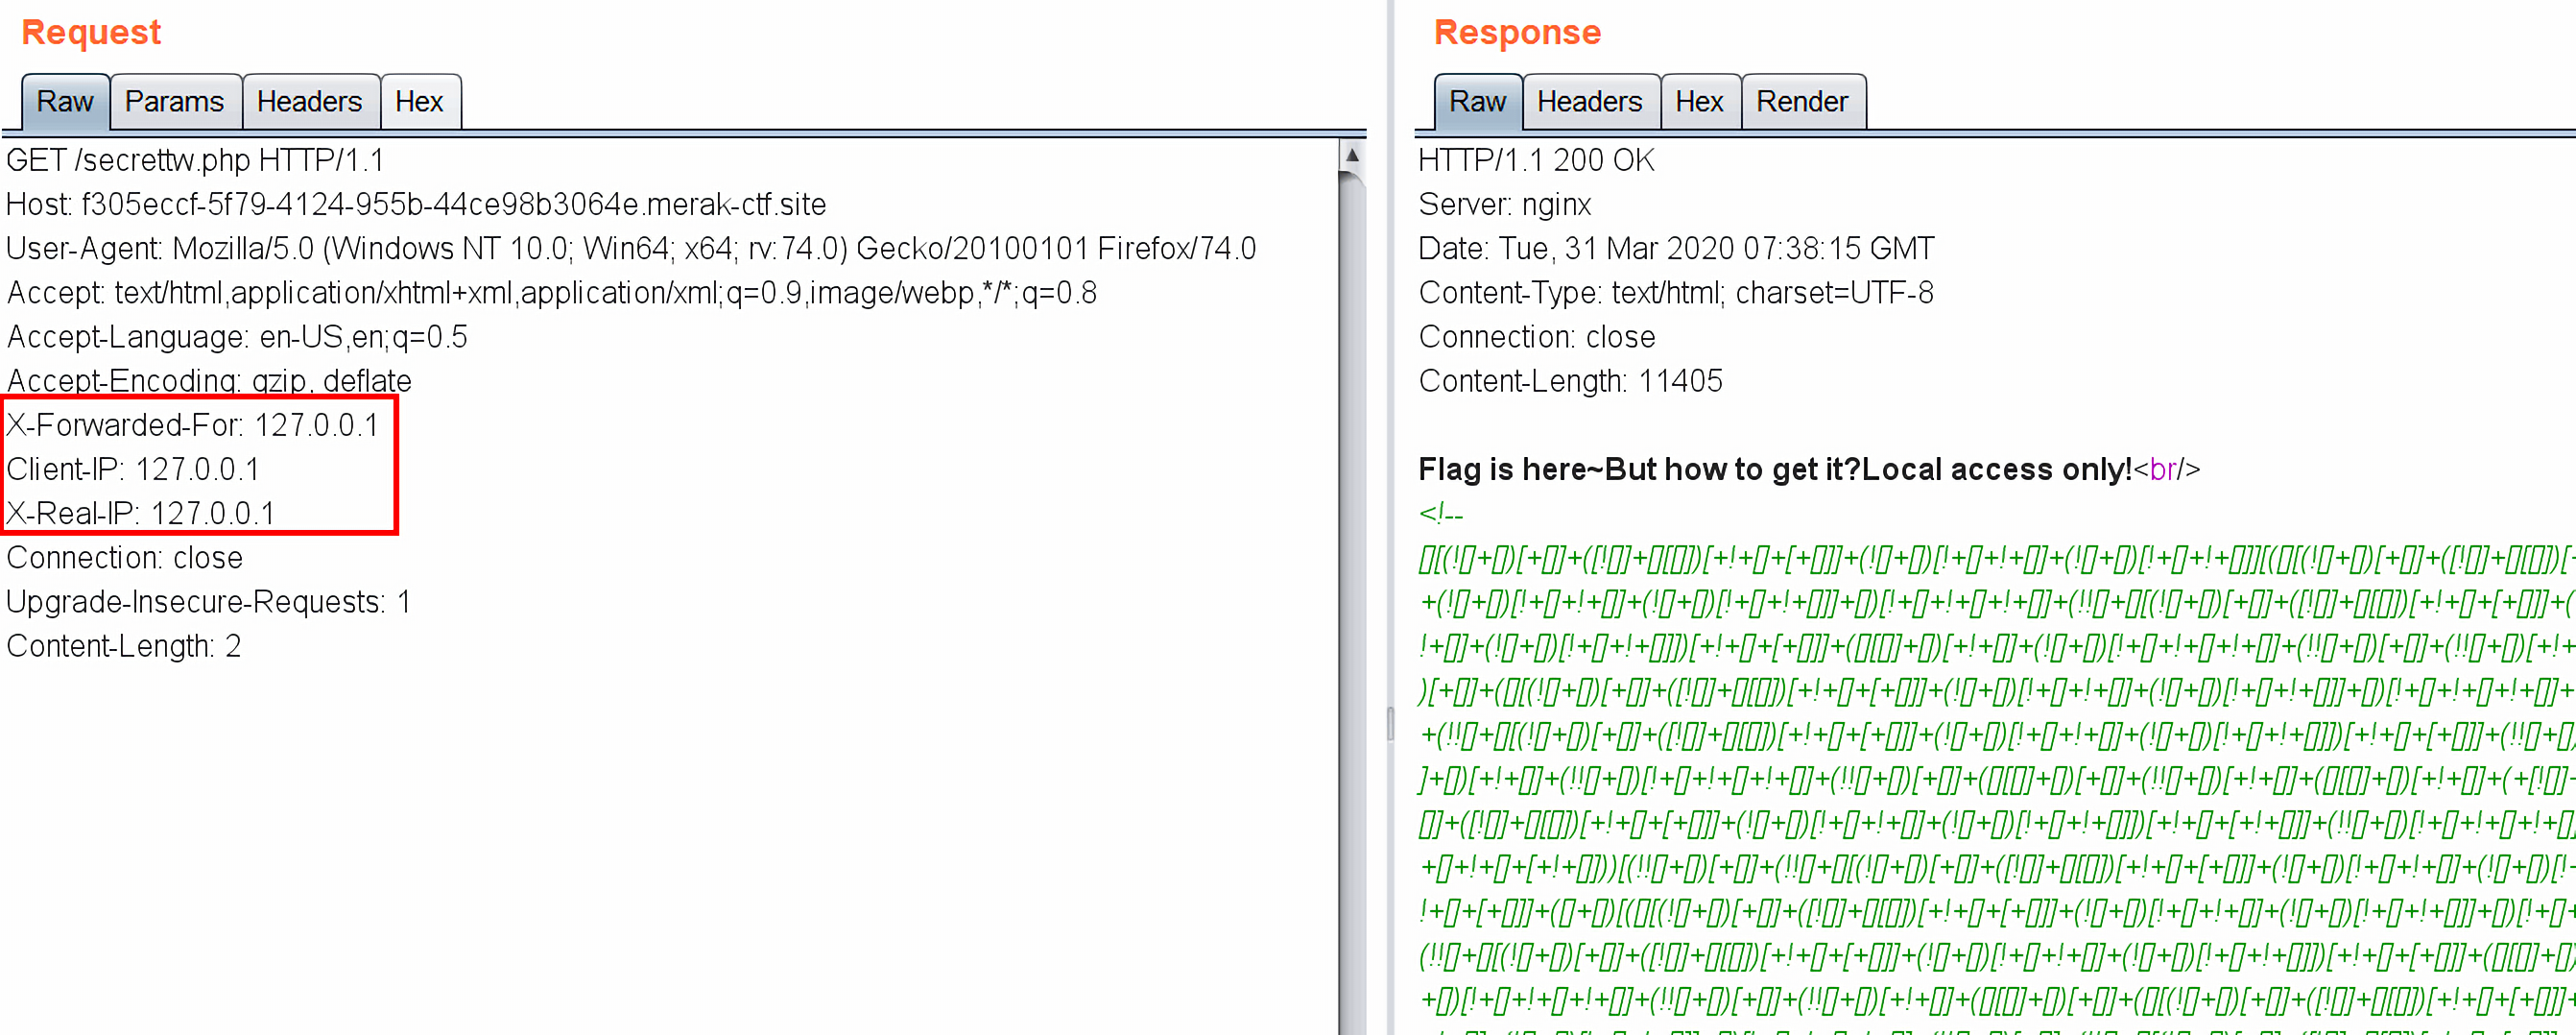 Request
Response
Raw Params Headers Hex
Raw Headers Hex Render
GET /secrettw.php HTTP/1.1
Host: f305eccf-5f79-4124-955b-44ce98b3064e.merak-ctf.site
User-Agent: Mozilla/5.0 (Windows NT 10.0; Win64; x64; rv:74.0) Gecko/20100101 Firefox/74.0
Accept: text/html,application/xhtml+xml,application/xml;q=0.9,image/webp,*/*;q=0.8
Accept-Language: en-US,en;q=0.5
Accept-Encoding: gzip, deflate
X-Forwarded-For: 127.0.0.1
Client-IP: 127.0.0.1
X-Real-IP: 127.0.0.1
Connection: close
Upgrade-Insecure-Requests: 1
Content-Length: 2
HTTP/1.1 200 OK
Server: nginx
Date: Tue, 31 Mar 2020 07:38:15 GMT
Content-Type: text/html; charset=UTF-8
Connection: close
Content-Length: 11405
Flag is here~But how to get it?Local access only!<br/>
<!--
[][(![]+[])[+[]]+([![]]+[][[]])[+!+[]+[+[]]]+(![]+[])[!+[]+!+[]]+(![]+[])[!+[]+!+[]]][([][(![]+[])[+[]]+([![]]+[][[]])[+
+(![]+[])[!+[]+!+[]]+(![]+[])[!+[]+!+[]]]+[])[!+[]+!+[]+!+[]]+(!![]+[][(![]+[])[+[]]+([![]]+[][[]])[+!+[]+[+[]]]+(
!+[]]+(![]+[])[!+[]+!+[]]])[+!+[]+[+[]]]+([][[]]+[])[+!+[]]+(![]+[])[!+[]+!+[]+!+[]]+(!![]+[])[+[]]+(!![]+[])[+!+
)[+[]]+([][(![]+[])[+[]]+([![]]+[][[]])[+!+[]+[+[]]]+(![]+[])[!+[]+!+[]]+(![]+[])[!+[]+!+[]]]+[])[!+[]+!+[]+!+[]]+
+(!![]+[][(![]+[])[+[]]+([![]]+[][[]])[+!+[]+[+[]]]+(![]+[])[!+[]+!+[]]+(![]+[])[!+[]+!+[]]])[+!+[]+[+[]]]+(!![]+[]
]+[])[+!+[]]+(!![]+[])[!+[]+!+[]+!+[]]+(!![]+[])[+[]]+([][[]]+[])[+[]]+(!![]+[])[+!+[]]+([][[]]+[])[+!+[]]+(+[![]]+
[]]+([![]]+[][[]])[+!+[]+[+[]]]+(![]+[])[!+[]+!+[]]+(![]+[])[!+[]+!+[]]])[+!+[]+[+!+[]]]+(!![]+[])[!+[]+!+[]+!+[]]
+[]+!+[]+[+!+[]]))[(!![]+[])[+[]]+(!![]+[][(![]+[])[+[]]+([![]]+[][[]])[+!+[]+[+[]]]+(![]+[])[!+[]+!+[]]+(![]+[])[!+
!+[]+[+[]]]+([]+[])[([][(![]+[])[+[]]+([![]]+[][[]])[+!+[]+[+[]]]+(![]+[])[!+[]+!+[]]+(![]+[])[!+[]+!+[]]]+[])[!+[]+
(!![]+[][(![]+[])[+[]]+([![]]+[][[]])[+!+[]+[+[]]]+(![]+[])[!+[]+!+[]]+(![]+[])[!+[]+!+[]]])[+!+[]+[+[]]]+([][[]]+[]
+[])[!+[]+!+[]+!+[]]+(!![]+[])[+[]]+(!![]+[])[+!+[]]+([][[]]+[])[+[]]+([][(![]+[])[+[]]+([![]]+[][[]])[+!+[]+[+[]]]